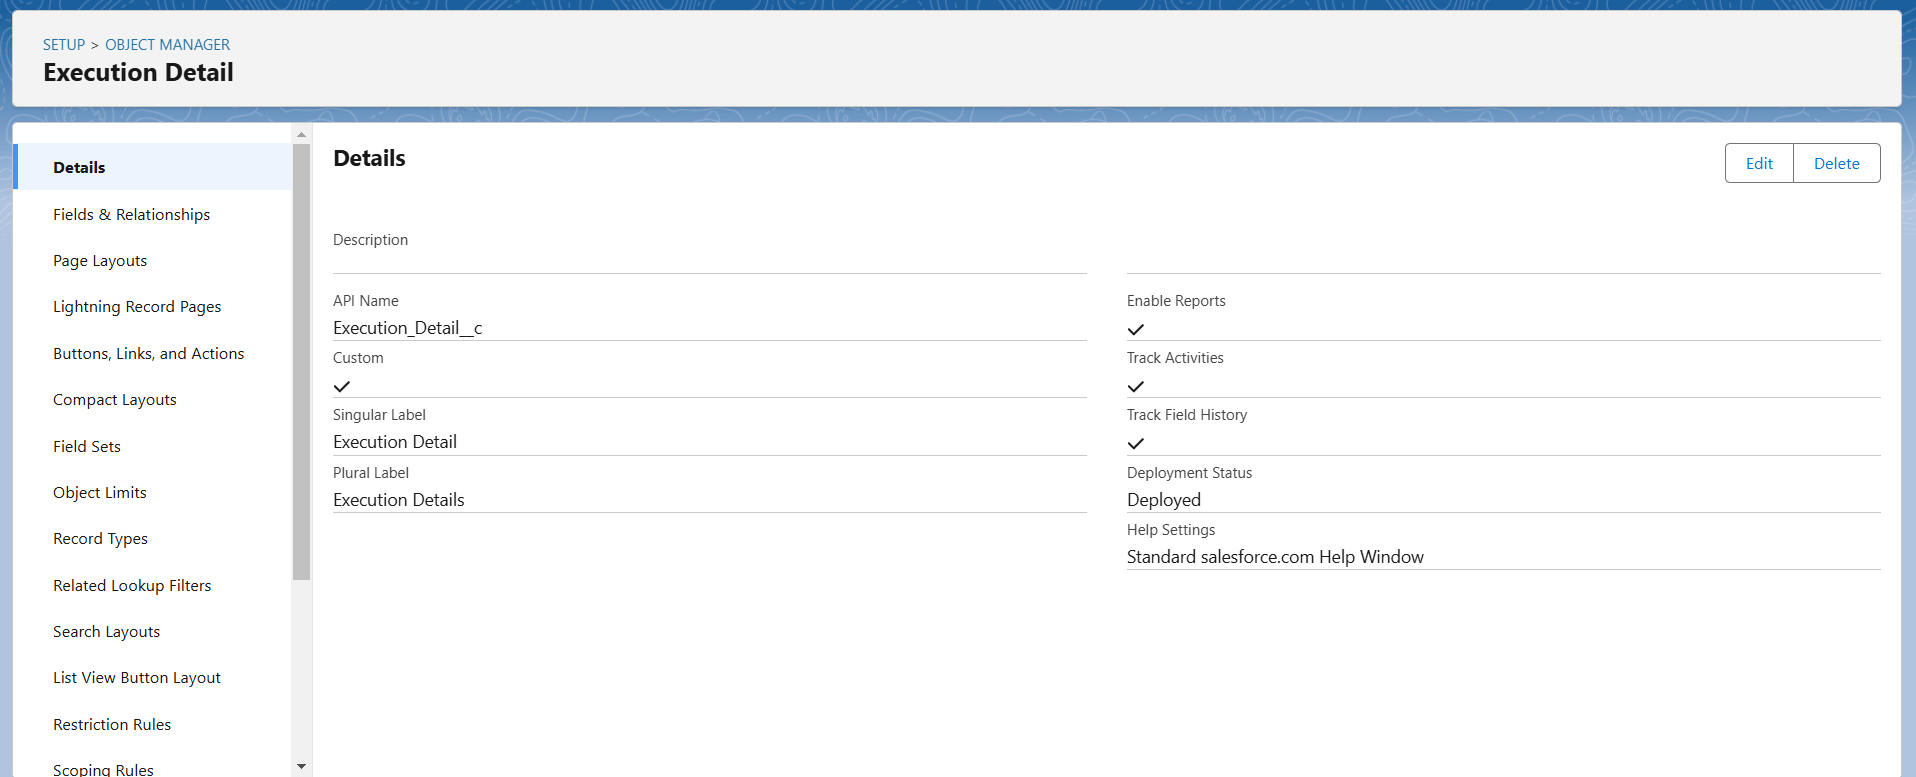 SETUP > OBJECT MANAGER
Execution Detail
Details
Fields & Relationships
Page Layouts
Lightning Record Pages
Buttons, Links, and Actions
Compact Layouts
Field Sets
Object Limits
Record Types
Related Lookup Filters
Search Layouts
List View Button Layout
Restriction Rules
Scoping Rules
Details
Edit
Delete
Description
API Name
Execution_Detail__c
Custom
Singular Label
Execution Detail
Plural Label
Execution Details
Enable Reports
Track Activities
Track Field History
Deployment Status
Deployed
Help Settings
Standard salesforce.com Help Window